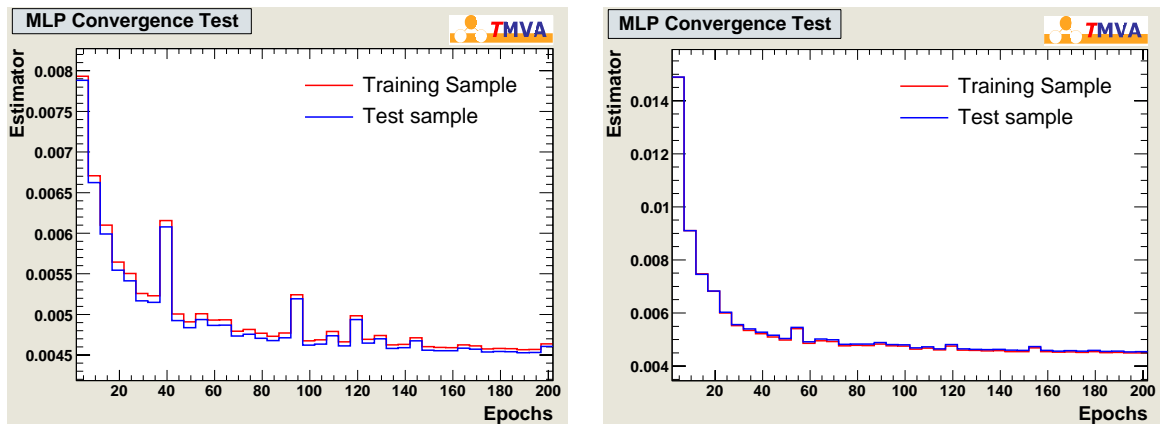 MLP Convergence Test
TMVA
Estimator
0.008
0.0075
0.007
0.0065
0.006
0.0055
0.005
0.0045
Training Sample
Test sample
20 40 60 80 100 120 140 160 180 200
Epochs
MLP Convergence Test
TMVA
Estimator
0.014
0.012
0.01
0.008
0.006
0.004
Training Sample
Test sample
20 40 60 80 100 120 140 160 180 200
Epochs